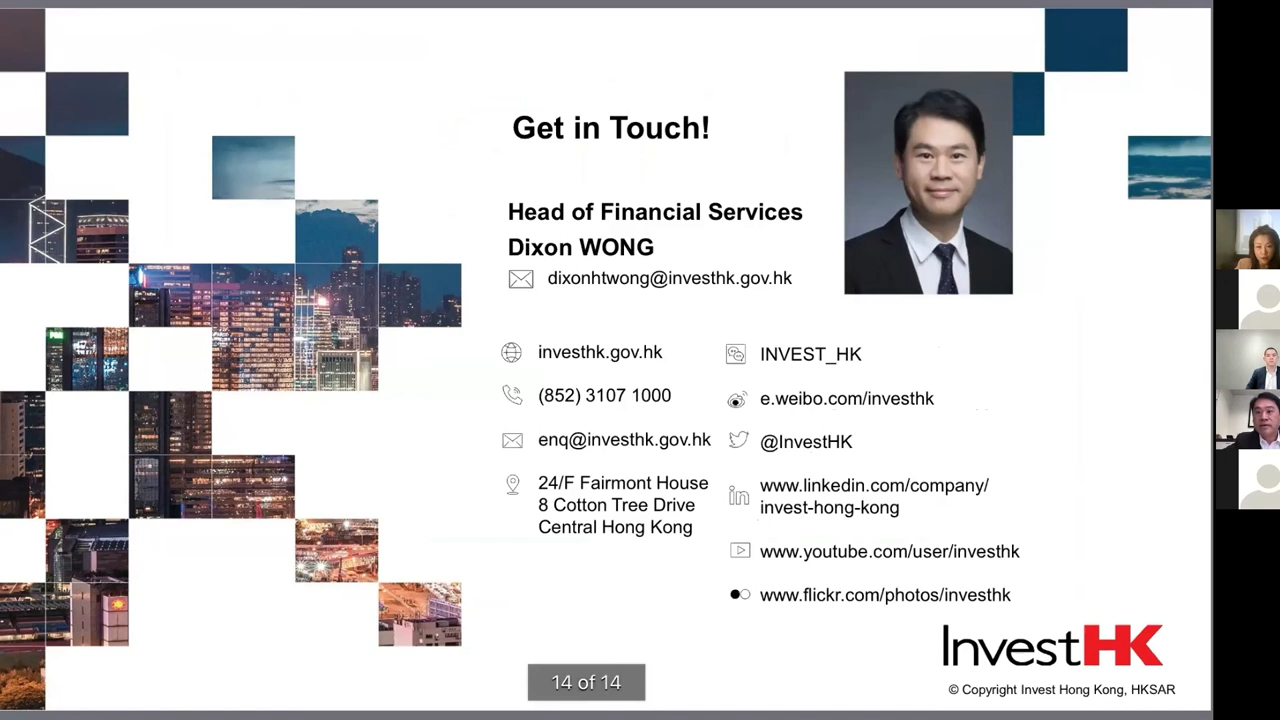 Get in Touch!
Head of Financial Services
Dixon WONG
dixonhtwong@investhk.gov.hk
investhk.gov.hk
(852) 3107 1000
enq@investhk.gov.hk
24/F Fairmont House
8 Cotton Tree Drive
Central Hong Kong
INVEST_HK
e.weibo.com/investhk
@InvestHK
www.linkedin.com/company/
invest-hong-kong
www.youtube.com/user/investhk
www.flickr.com/photos/investhk
InvestHK
© Copyright Invest Hong Kong, HKSAR
14 of 14